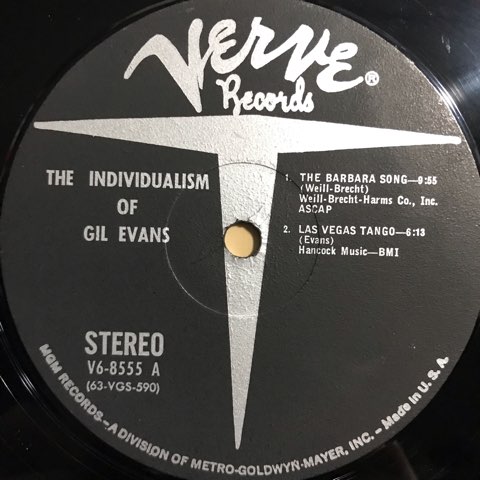 VERVE®
Records
THE INDIVIDUALISM
OF
GIL EVANS
1. THE BARBARA SONG—9:55
(Weill-Brecht)
Weill-Brecht-Harms Co., Inc.
ASCAP
2. LAS VEGAS TANGO—6:13
(Evans)
Hancock Music—BMI
STEREO
V6-8555 A
(63-VGS-590)
MGM RECORDS—A DIVISION OF METRO-GOLDWYN-MAYER, INC.—Made in U.S.A.